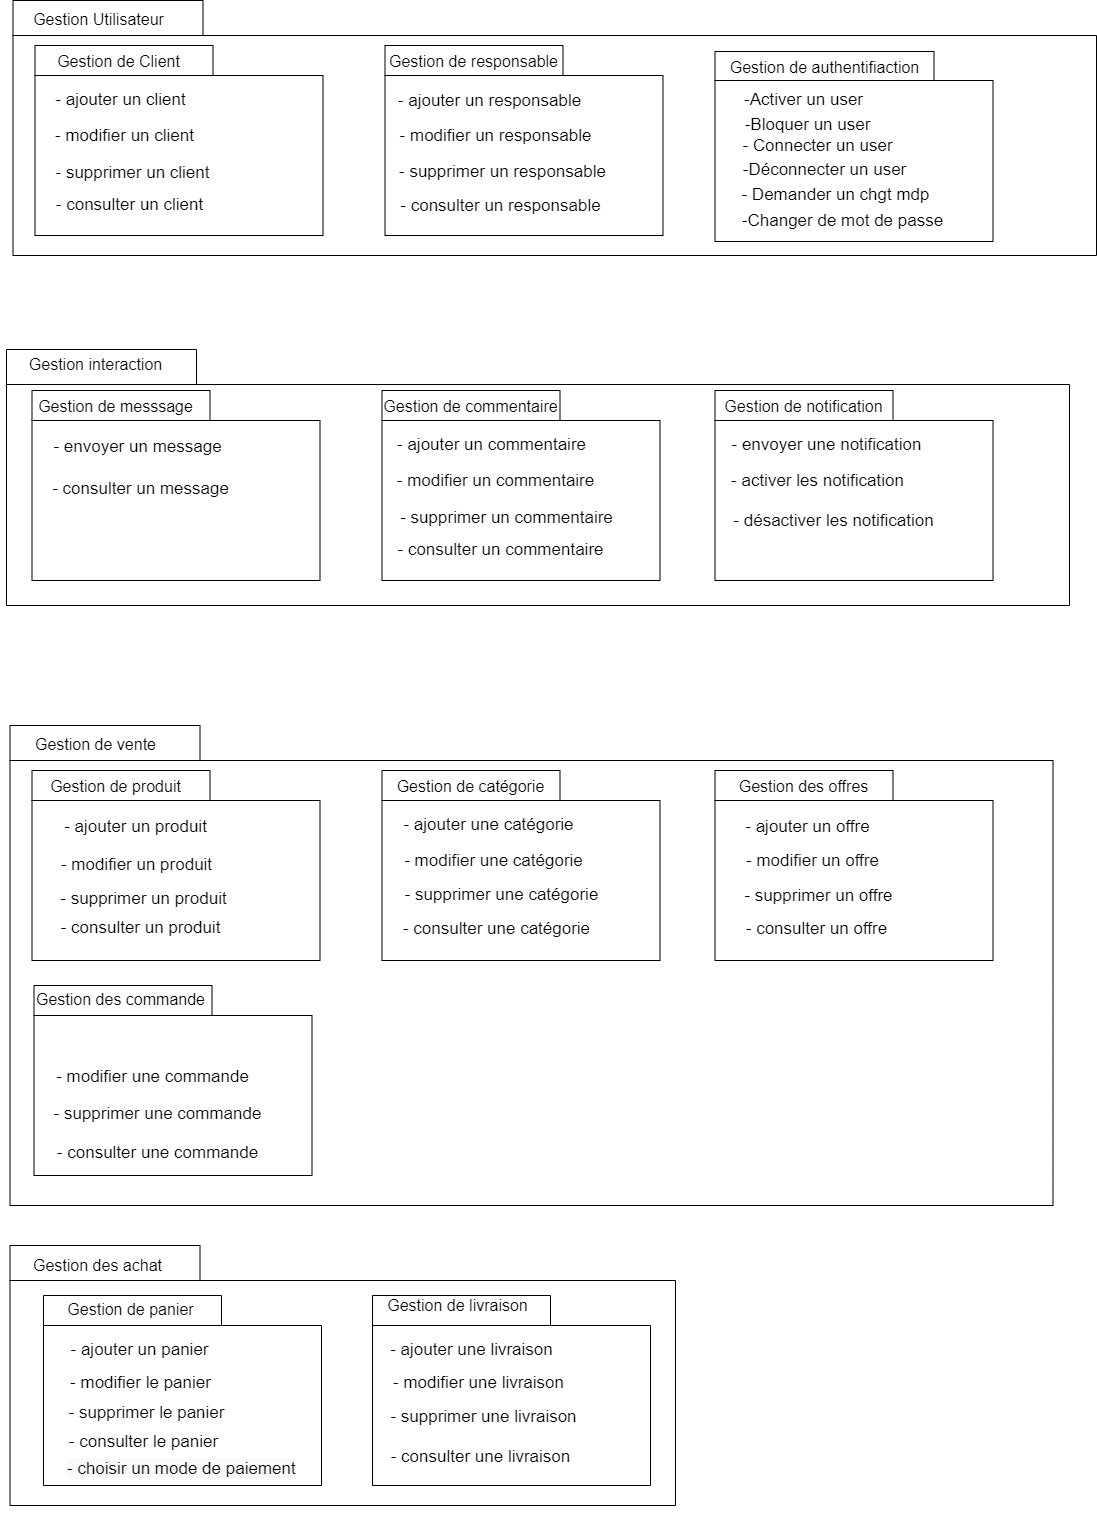 Gestion Utilisateur
Gestion de Client
- ajouter un client
- modifier un client
- supprimer un client
- consulter un client
Gestion de responsable
- ajouter un responsable
- modifier un responsable
- supprimer un responsable
- consulter un responsable
Gestion de authentifiaction
-Activer un user
-Bloquer un user
- Connecter un user
-Déconnecter un user
- Demander un chgt mdp
-Changer de mot de passe
Gestion interaction
Gestion de messsage
- envoyer un message
- consulter un message
Gestion de commentaire
- ajouter un commentaire
- modifier un commentaire
- supprimer un commentaire
- consulter un commentaire
Gestion de notification
- envoyer une notification
- activer les notification
- désactiver les notification
Gestion de vente
Gestion de produit
- ajouter un produit
- modifier un produit
- supprimer un produit
- consulter un produit
Gestion de catégorie
- ajouter une catégorie
- modifier une catégorie
- supprimer une catégorie
- consulter une catégorie
Gestion des offres
- ajouter un offre
- modifier un offre
- supprimer un offre
- consulter un offre
Gestion des commande
- modifier une commande
- supprimer une commande
- consulter une commande
Gestion des achat
Gestion de panier
- ajouter un panier
- modifier le panier
- supprimer le panier
- consulter le panier
- choisir un mode de paiement
Gestion de livraison
- ajouter une livraison
- modifier une livraison
- supprimer une livraison
- consulter une livraison